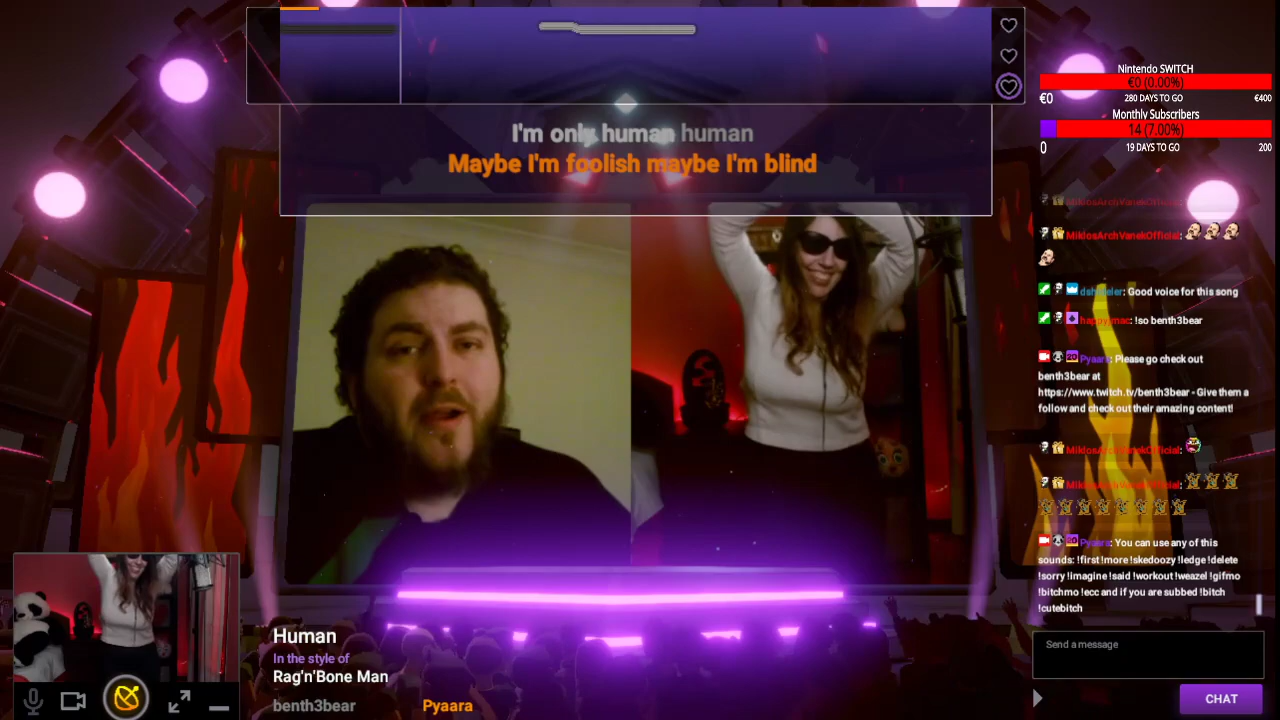 I'm only human human
Maybe I'm foolish maybe I'm blind
Nintendo SWITCH
€0 (0.00%)
€0 280 DAYS TO GO €400
Monthly Subscribers
14 (7.00%)
0 19 DAYS TO GO 200
MiklosArchVanekOfficial:
MiklosArchVanekOfficial:
Good voice for this song
!so benth3bear
Pyaara: Please go check out
benth3bear at
https://www.twitch.tv/benth3bear - Give them a
follow and check out their amazing content!
MiklosArchVanekOfficial:
MiklosArchVanekOfficial:
Pyaara: You can use any of this
sounds: !first !more !skedoozy !ledge !delete
!sorry !imagine !said !workout !weazel !gifmo
!bitchmo !ecc and if you are subbed !bitch
!cutebitch
Send a message
CHAT
Human
In the style of
Rag'n'Bone Man
benth3bear Pyaara